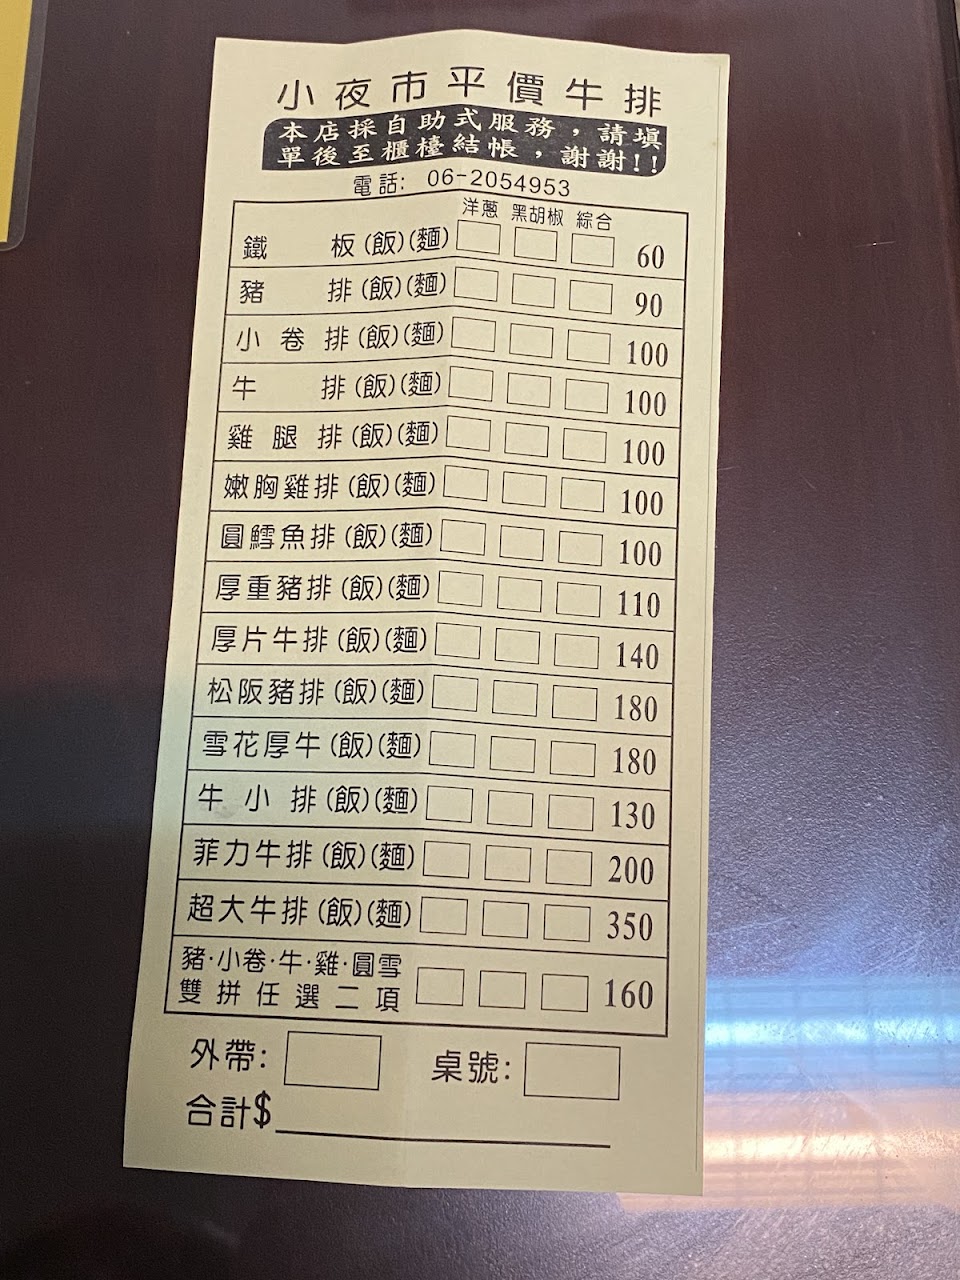 小夜市平價牛排
本店採自助式服務，請填
單後至櫃檯結帳，謝謝!!
電話: 06-2054953
洋蔥 黑胡椒 綜合
鐵板(飯)(麵) 60
豬排(飯)(麵) 90
小卷排(飯)(麵) 100
牛排(飯)(麵) 100
雞腿排(飯)(麵) 100
嫩胸雞排(飯)(麵) 100
圓鱈魚排(飯)(麵) 100
厚重豬排(飯)(麵) 110
厚片牛排(飯)(麵) 140
松阪豬排(飯)(麵) 180
雪花厚牛(飯)(麵) 180
牛小排(飯)(麵) 130
菲力牛排(飯)(麵) 200
超大牛排(飯)(麵) 350
豬·小卷·牛·雞·圓雪
雙拼任選二項 160
外帶: 桌號:
合計$